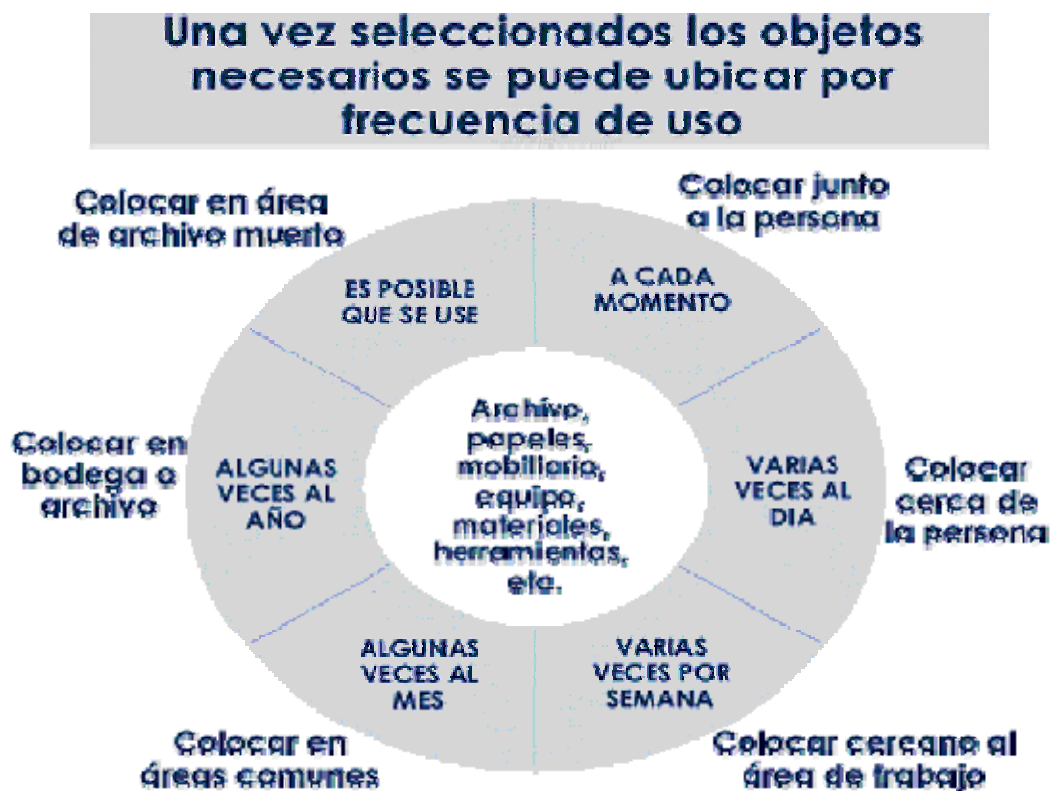 Una vez seleccionados los objetos
necesarios se puede ubicar por
frecuencia de uso
Colocar en área
de archivo muerto
Colocar junto
a la persona
ES POSIBLE
QUE SE USE
A CADA
MOMENTO
Colocar en
bodega o
archivo
ALGUNAS
VECES AL
AÑO
Archivo,
papeles,
mobiliario,
equipo,
materiales,
herramientas,
etc.
VARIAS
VECES AL
DIA
Colocar
cerca de
la persona
ALGUNAS
VECES AL
MES
VARIAS
VECES POR
SEMANA
Colocar en
áreas comunes
Colocar cercano al
área de trabajo